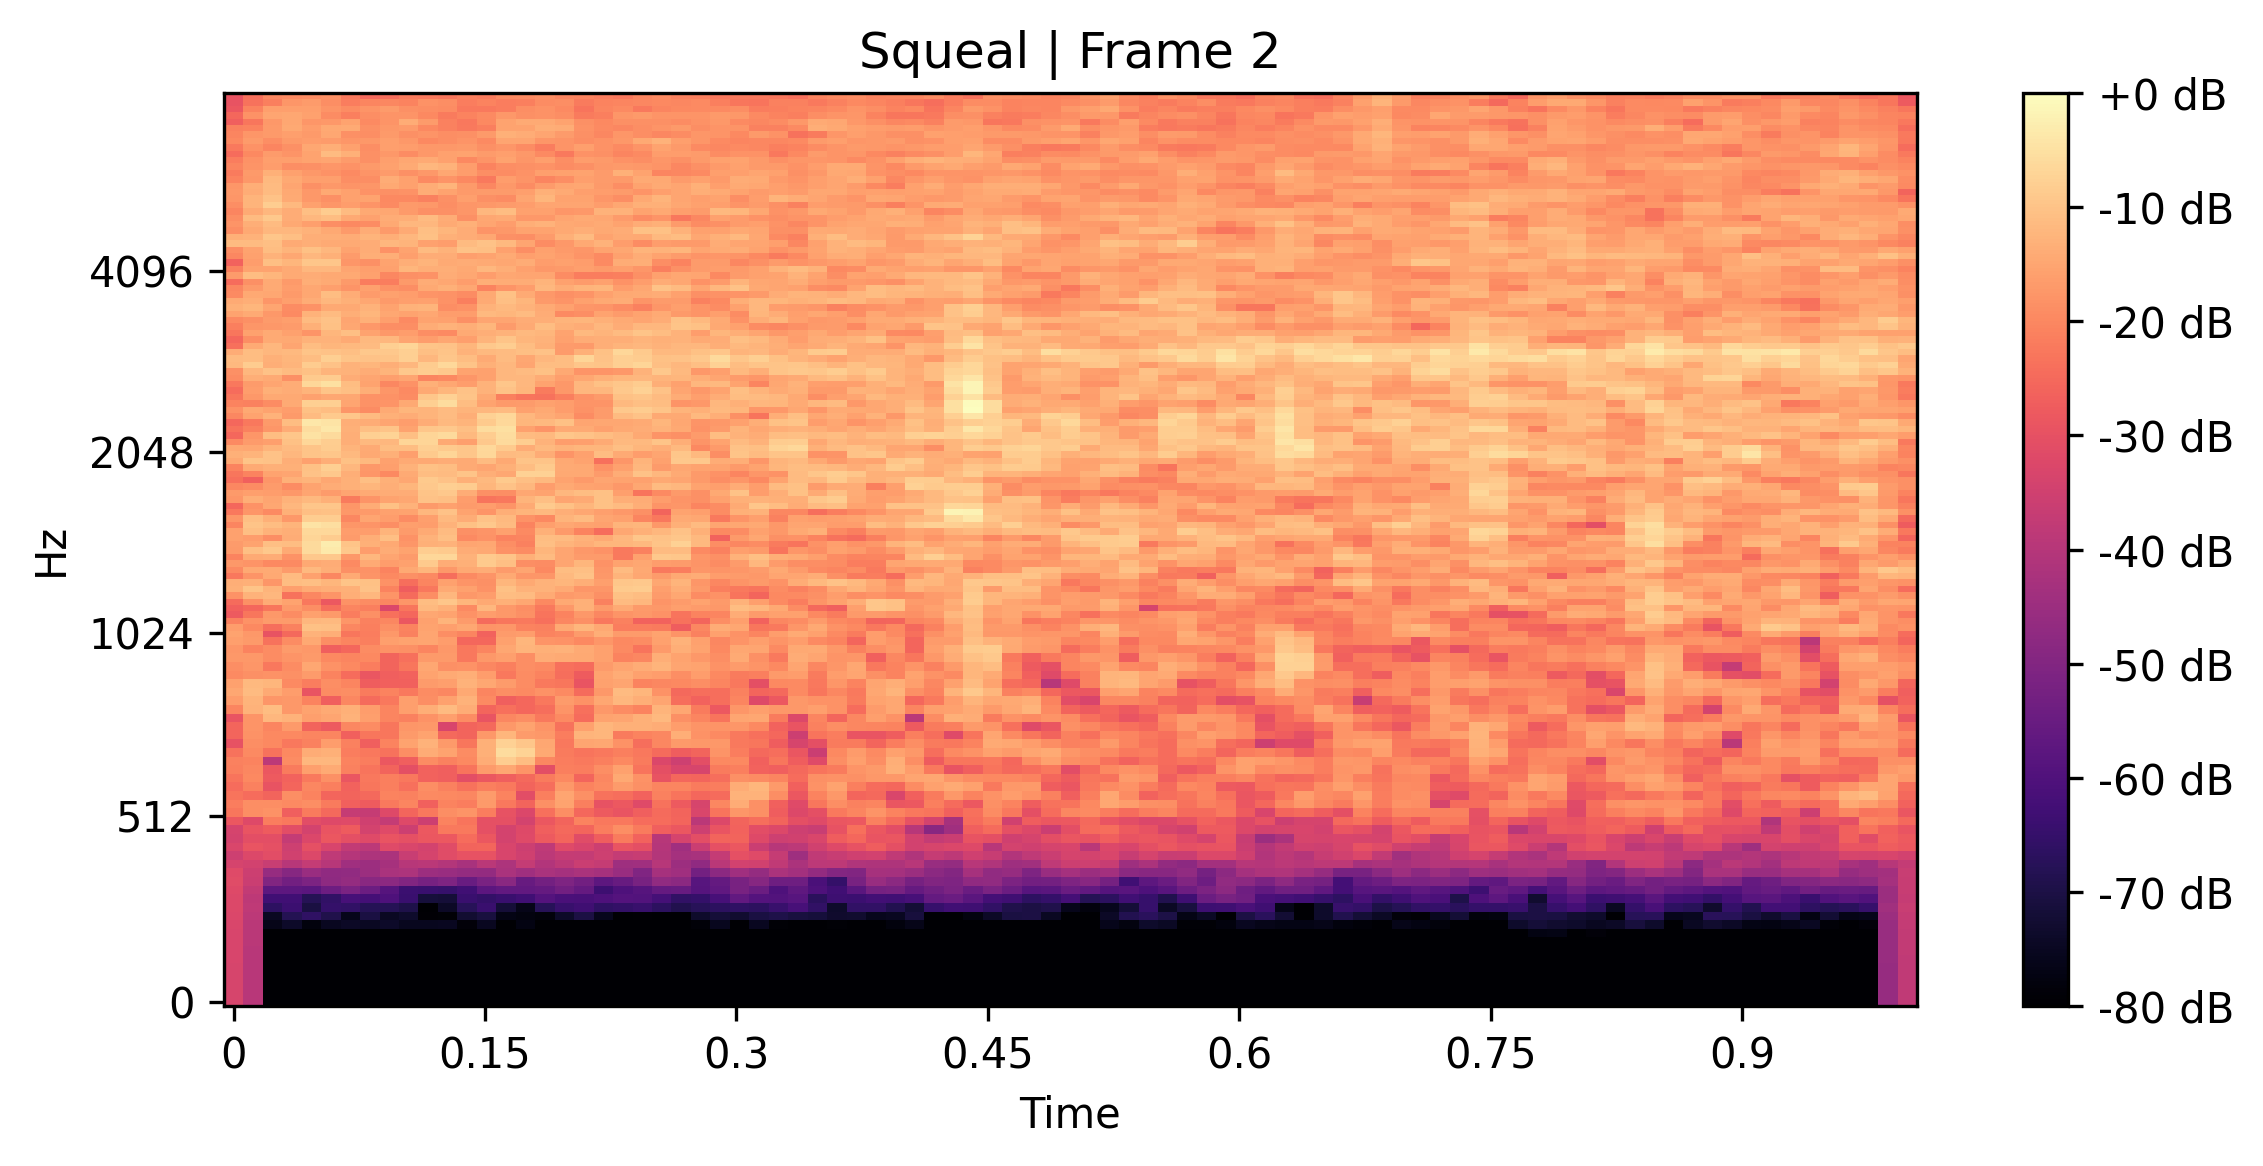 Squeal | Frame 2
Hz
4096
2048
1024
512
0
0 0.15 0.3 0.45 0.6 0.75 0.9
Time
+0 dB
-10 dB
-20 dB
-30 dB
-40 dB
-50 dB
-60 dB
-70 dB
-80 dB